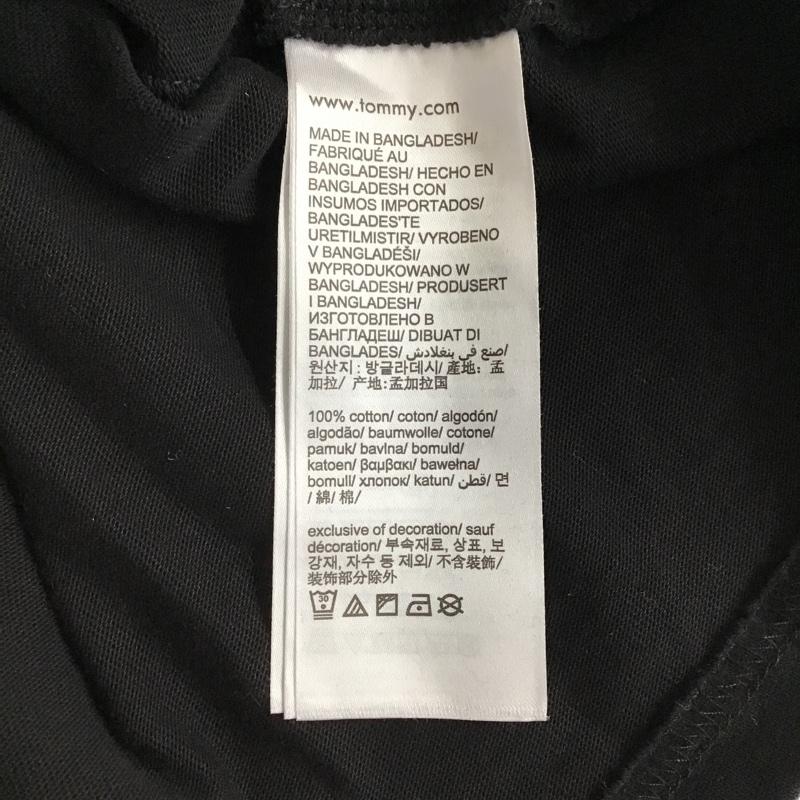 www.tommy.com
MADE IN BANGLADESH/
FABRIQUÉ AU
BANGLADESH/ HECHO EN
BANGLADESH CON
INSUMOS IMPORTADOS/
BANGLADES'TE
URETILMISTIR/ VYROBENO
V BANGLADÉŠI/
WYPRODUKOWANO W
BANGLADESH/ PRODUSERT
I BANGLADESH/
ИЗГОТОВЛЕНО В
БАНГЛАДЕШ/ DIBUAT DI
BANGLADES/ صنع في بنغلادش/
원산지 : 방글라데시/ 產地: 孟
加拉/ 产地:孟加拉国
100% cotton/ coton/ algodón/
algodão/ baumwolle/ cotone/
pamuk/ bavlna/ bomuld/
katoen/ βαμβακι/ bawełna/
bomull/ хлопок/ katun/ قطن/ 면
/ 綿/ 棉/
exclusive of decoration/ sauf
décoration/ 부속재료, 상표, 보
강재, 자수 등 제외/ 不含裝飾/
装饰部分除外
30